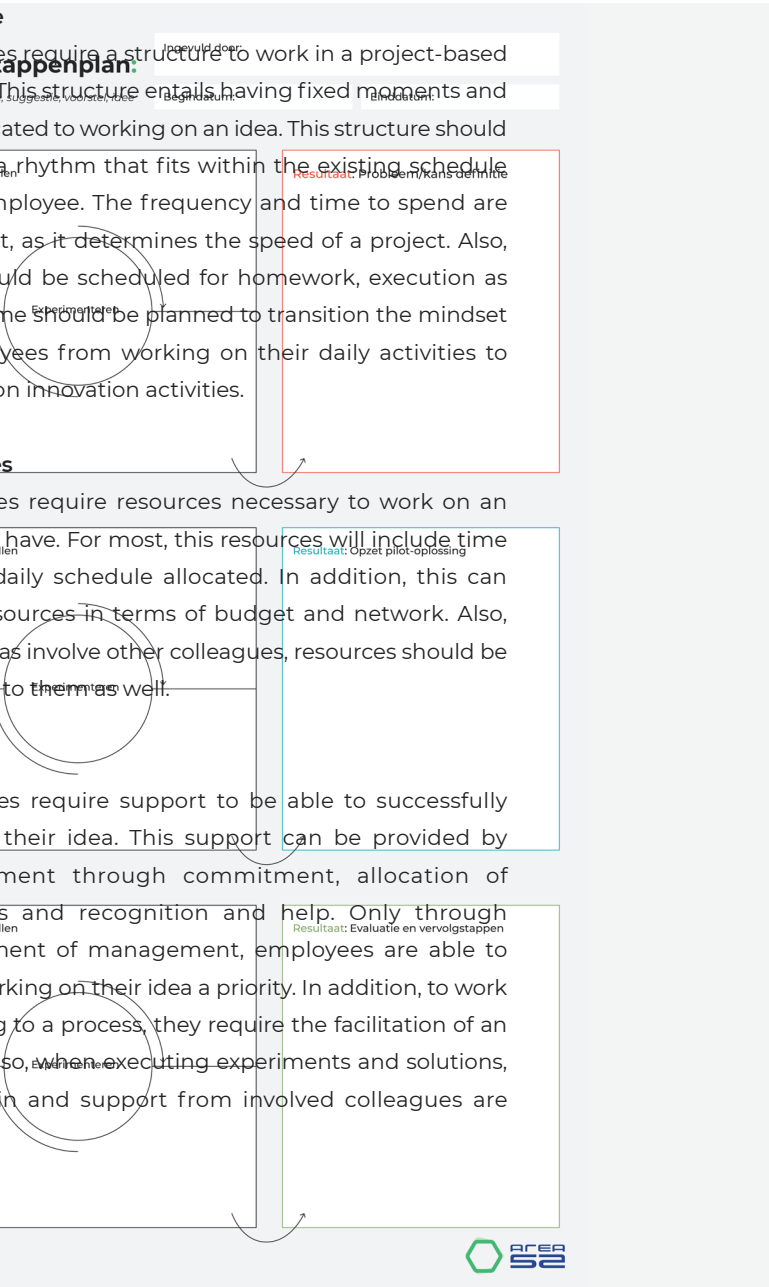 e
es require a structure to work in a project-based
Ingevuld door:
tappenplan:
This structure entails having fixed moments and
, suggestie, voorstel, idee
Begindatum:
Einddatum:
cated to working on an idea. This structure should
a rhythm that fits within the existing schedule
len
Resultaat: Probleem/kans definitie
mployee. The frequency and time to spend are
t, as it determines the speed of a project. Also,
uld be scheduled for homework, execution as
Experimenteren
me should be planned to transition the mindset
yees from working on their daily activities to
on innovation activities.
es
es require resources necessary to work on an
have. For most, this resources will include time
llen
Resultaat: Opzet pilot-oplossing
daily schedule allocated. In addition, this can
sources in terms of budget and network. Also,
as involve other colleagues, resources should be
to them as well.
Experimenteren
es require support to be able to successfully
their idea. This support can be provided by
ment through commitment, allocation of
s and recognition and help. Only through
llen
Resultaat: Evaluatie en vervolgstappen
ment of management, employees are able to
rking on their idea a priority. In addition, to work
g to a process, they require the facilitation of an
so, when executing experiments and solutions,
Experimenteren
in and support from involved colleagues are
AREA
52